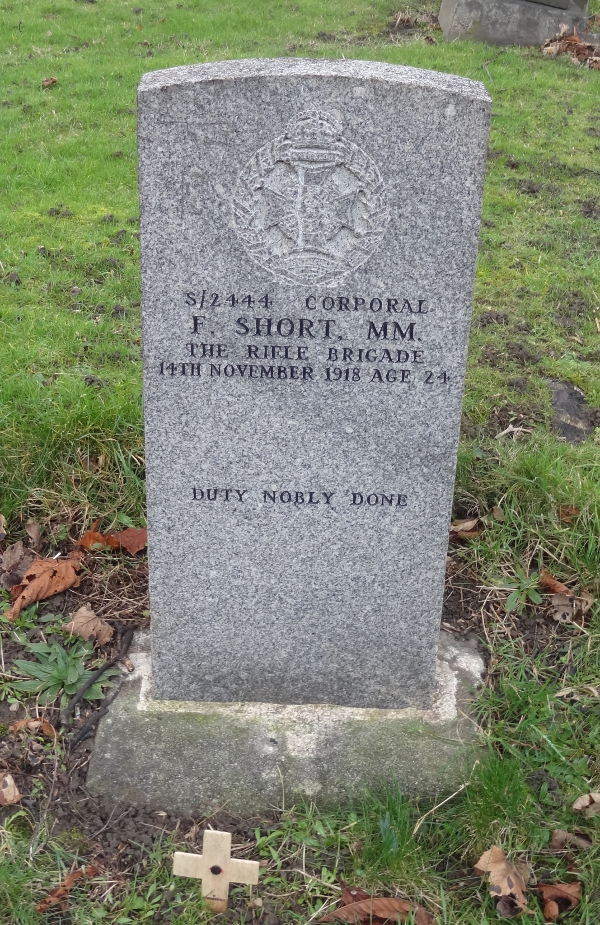 S/2444 CORPORAL
F. SHORT, MM.
THE RIFLE BRIGADE
14TH NOVEMBER 1918 AGE 24
DUTY NOBLY DONE